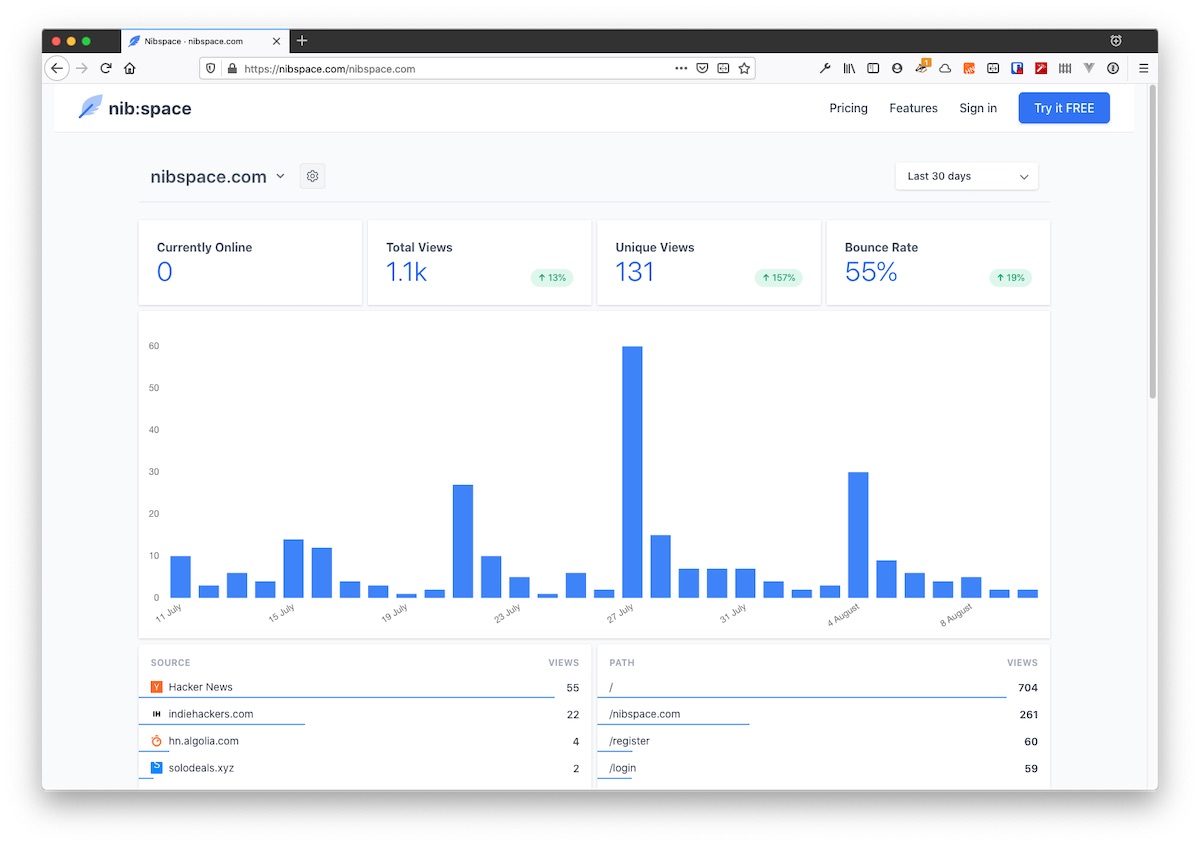 Nibspace - nibspace.com
https://nibspace.com/nibspace.com
1
nib:space
Pricing Features Sign in Try it FREE
nibspace.com
Last 30 days
Currently Online
0
Total Views
1.1k
↑ 13%
Unique Views
131
↑ 157%
Bounce Rate
55%
↑ 19%
60
50
40
30
20
10
0
11 July 15 July 19 July 23 July 27 July 31 July 4 August 8 August
SOURCE VIEWS
Y Hacker News 55
IH indiehackers.com 22
hn.algolia.com 4
S solodeals.xyz 2
PATH VIEWS
/ 704
/nibspace.com 261
/register 60
/login 59